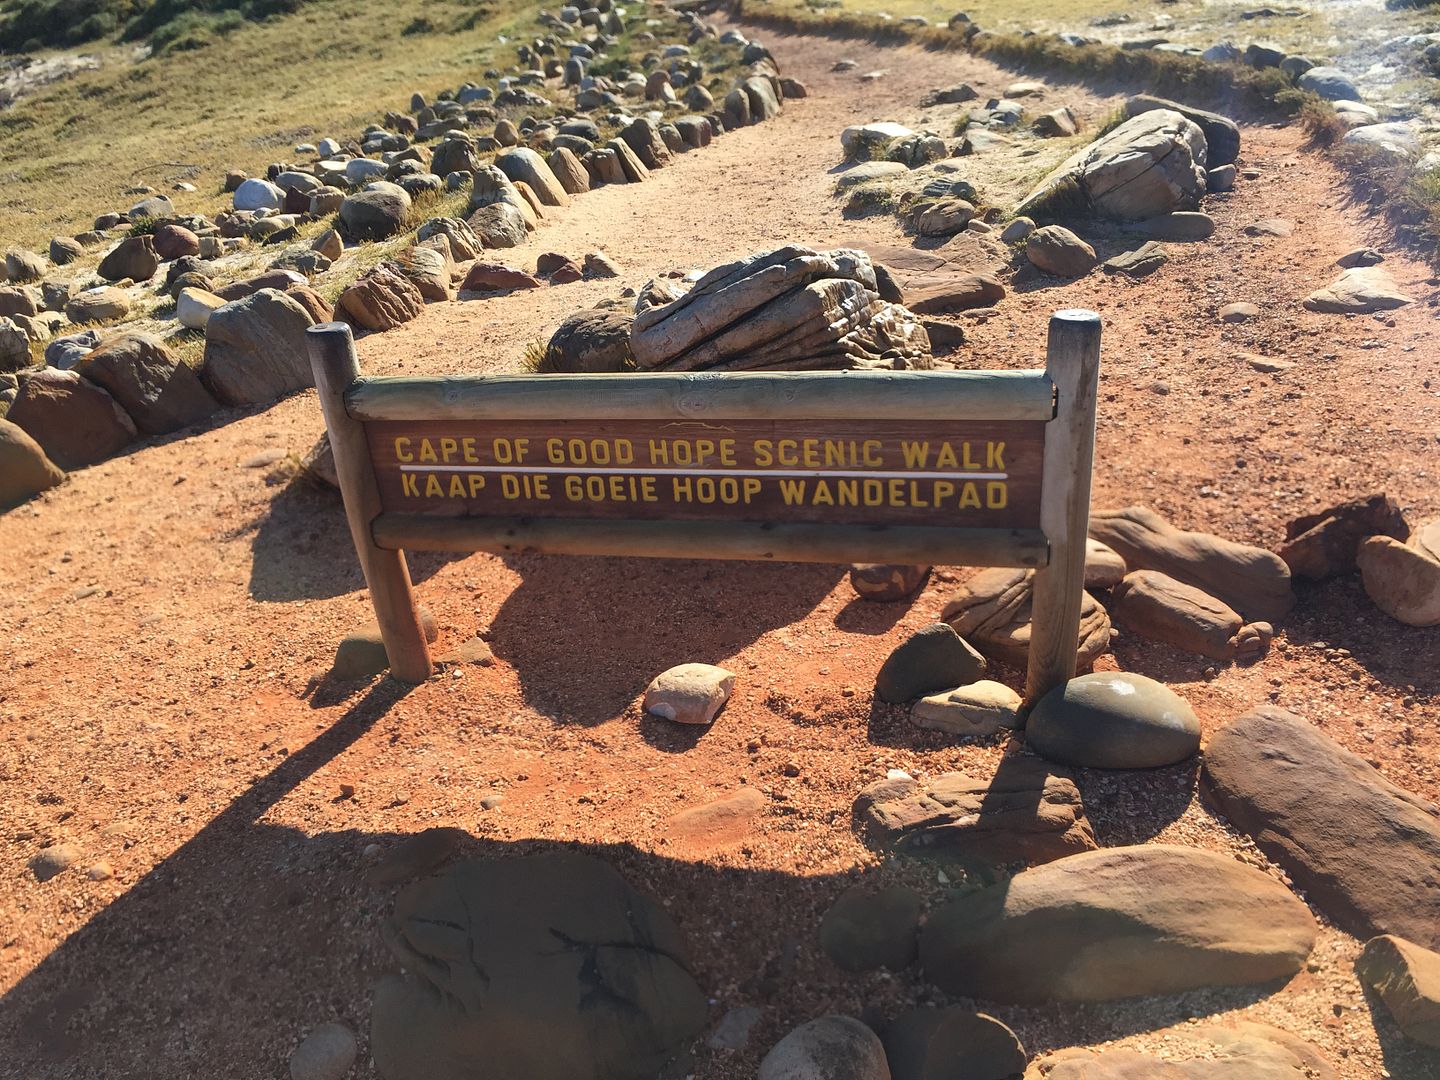 CAPE OF GOOD HOPE SCENIC WALK
KAAP DIE GOEIE HOOP WANDELPAD